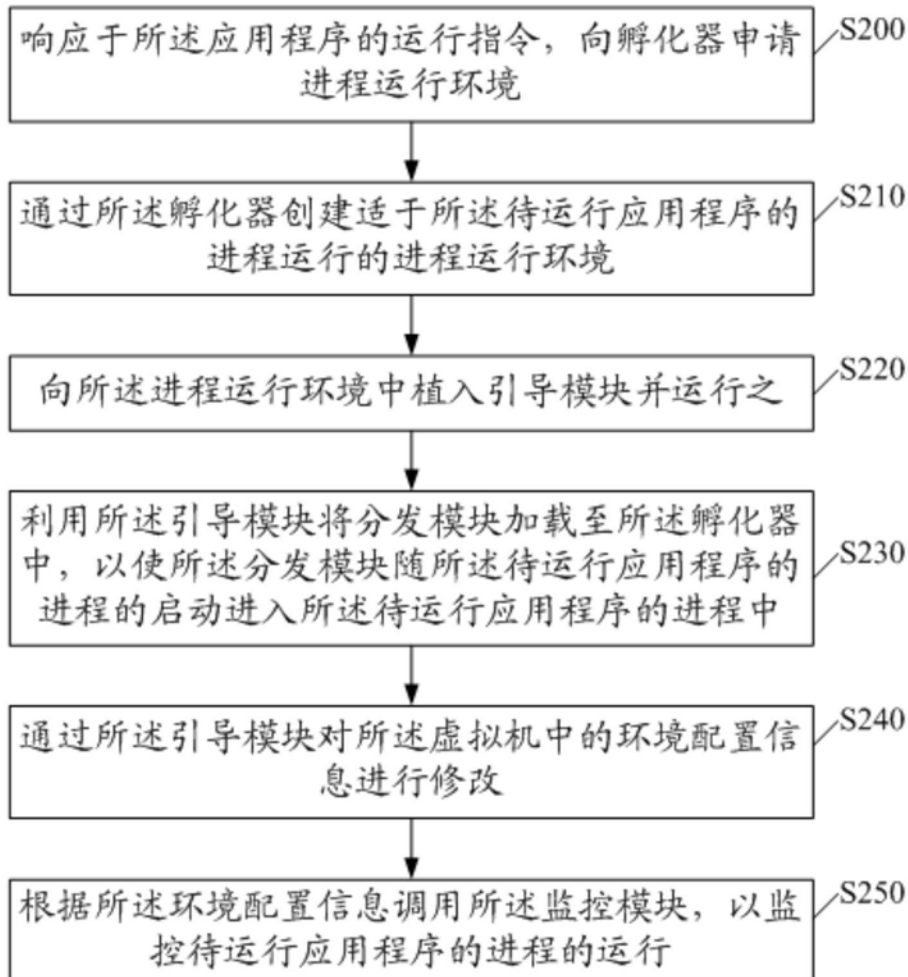 响应于所述应用程序的运行指令，向孵化器申请
进程运行环境
S200
通过所述孵化器创建适于所述待运行应用程序的
进程运行的进程运行环境
S210
向所述进程运行环境中植入引导模块并运行之
S220
利用所述引导模块将分发模块加载至所述孵化器
中，以使所述分发模块随所述待运行应用程序的
进程的启动进入所述待运行应用程序的进程中
S230
通过所述引导模块对所述虚拟机中的环境配置信
息进行修改
S240
根据所述环境配置信息调用所述监控模块，以监
控待运行应用程序的进程的运行
S250